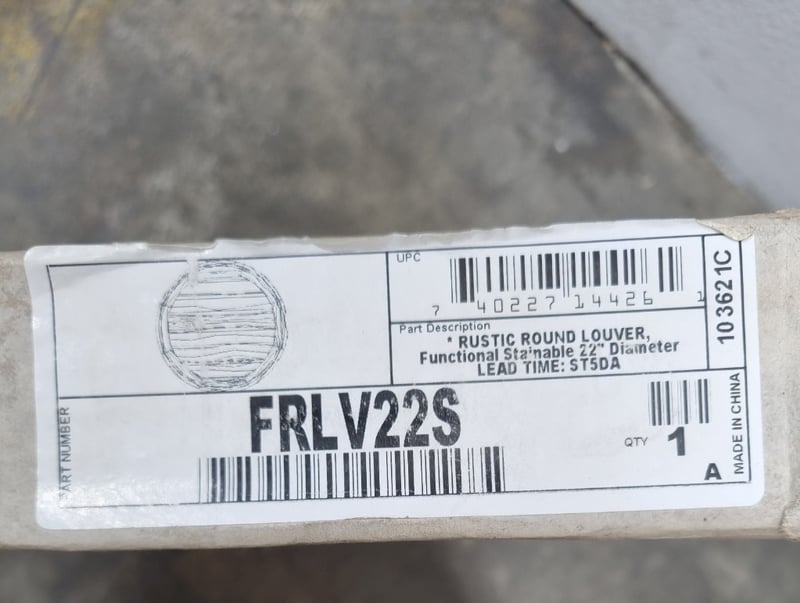 UPC
7 40227 14426 1
Part Description
* RUSTIC ROUND LOUVER,
Functional Stainable 22" Diameter
LEAD TIME: ST5DA
103621C
PART NUMBER
FRLV22S
QTY 1
A
MADE IN CHINA